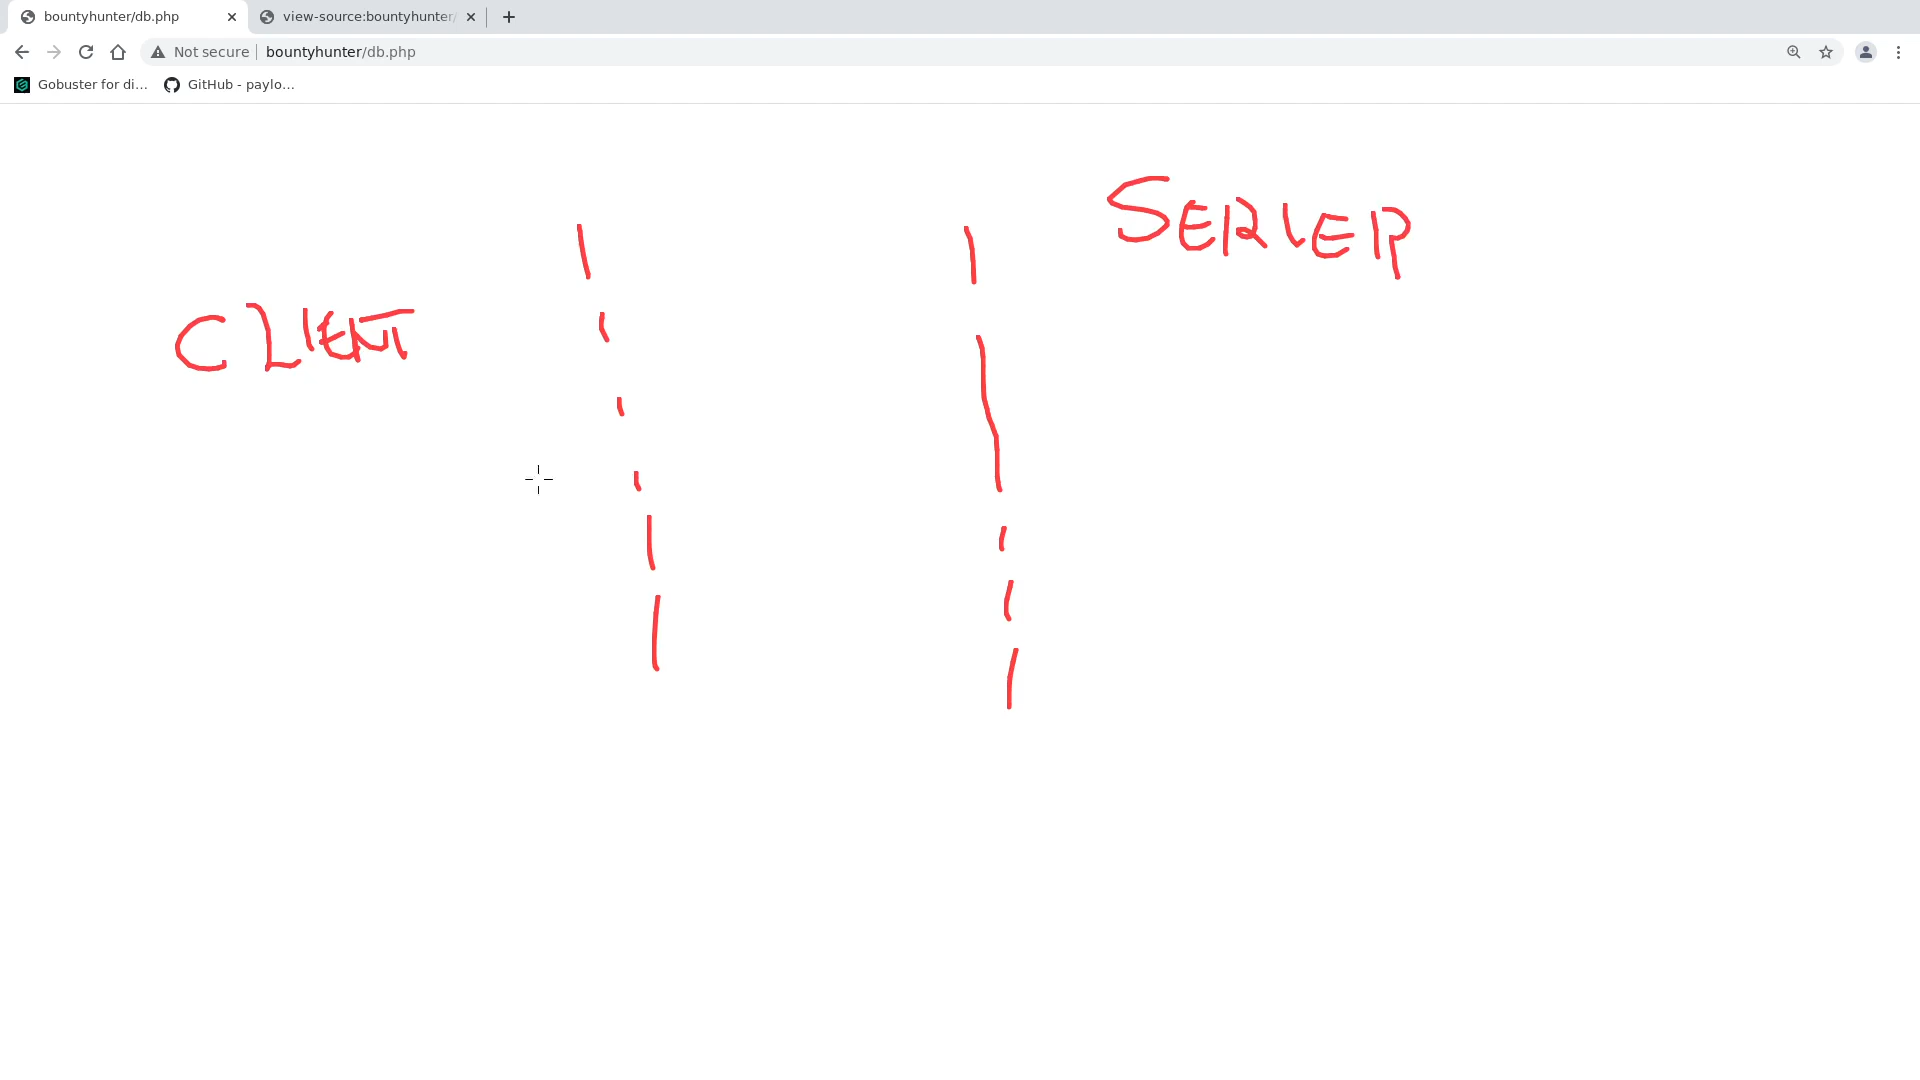 bountyhunter/db.php
view-source:bountyhunter/
Not secure
bountyhunter/db.php
Gobuster for di...
GitHub - paylo...
SERVER
CLIENT